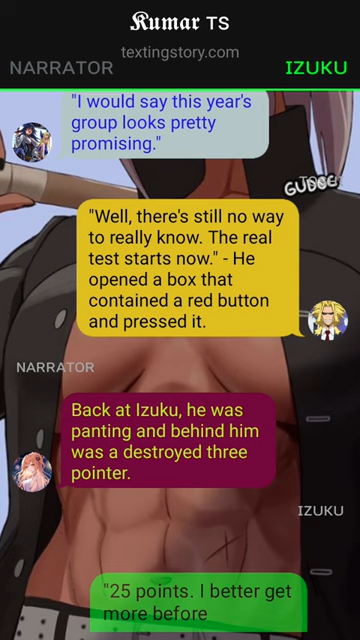 Kumar TS
textingstory.com
NARRATOR
IZUKU
"I would say this year's
group looks pretty
promising."
"Well, there's still no way
to really know. The real
test starts now." - He
opened a box that
contained a red button
and pressed it.
NARRATOR
Back at Izuku, he was
panting and behind him
was a destroyed three
pointer.
IZUKU
"25 points. I better get
more before